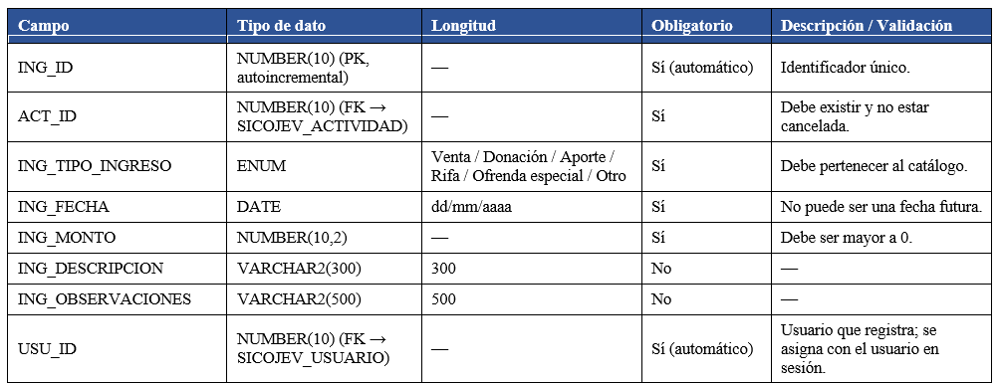 Campo Tipo de dato Longitud Obligatorio Descripción / Validación
ING_ID NUMBER(10) (PK, autoincremental) — Sí (automático) Identificador único.
ACT_ID NUMBER(10) (FK → SICOJEV_ACTIVIDAD) — Sí Debe existir y no estar cancelada.
ING_TIPO_INGRESO ENUM Venta / Donación / Aporte / Rifa / Ofrenda especial / Otro Sí Debe pertenecer al catálogo.
ING_FECHA DATE dd/mm/aaaa Sí No puede ser una fecha futura.
ING_MONTO NUMBER(10,2) — Sí Debe ser mayor a 0.
ING_DESCRIPCION VARCHAR2(300) 300 No —
ING_OBSERVACIONES VARCHAR2(500) 500 No —
USU_ID NUMBER(10) (FK → SICOJEV_USUARIO) — Sí (automático) Usuario que registra; se asigna con el usuario en sesión.